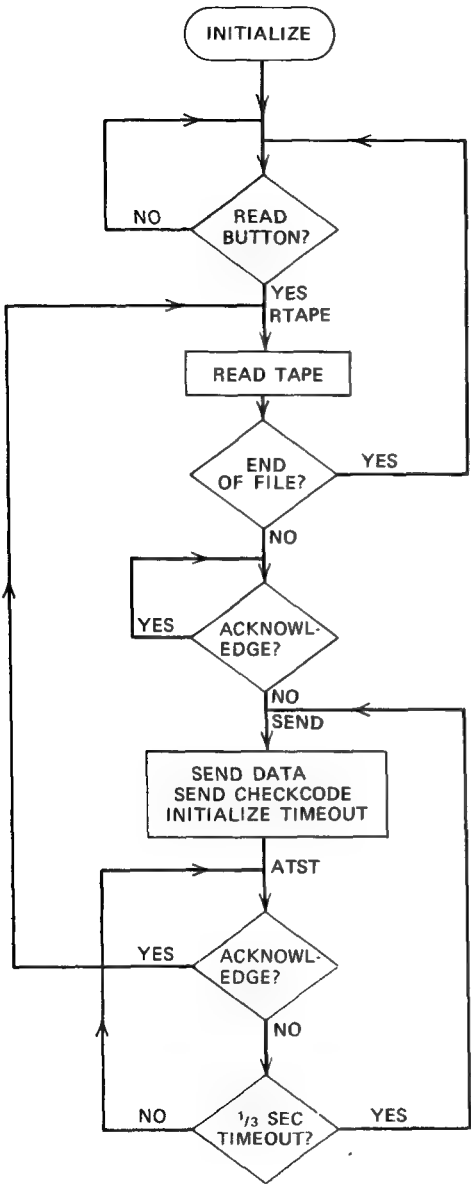 INITIALIZE
NO
READ
BUTTON?
YES
RTAPE
READ TAPE
END
OF FILE?
YES
NO
YES
ACKNOWL-
EDGE?
NO
SEND
SEND DATA
SEND CHECKCODE
INITIALIZE TIMEOUT
ATST
YES
ACKNOWL-
EDGE?
NO
NO
1/3 SEC
TIMEOUT?
YES